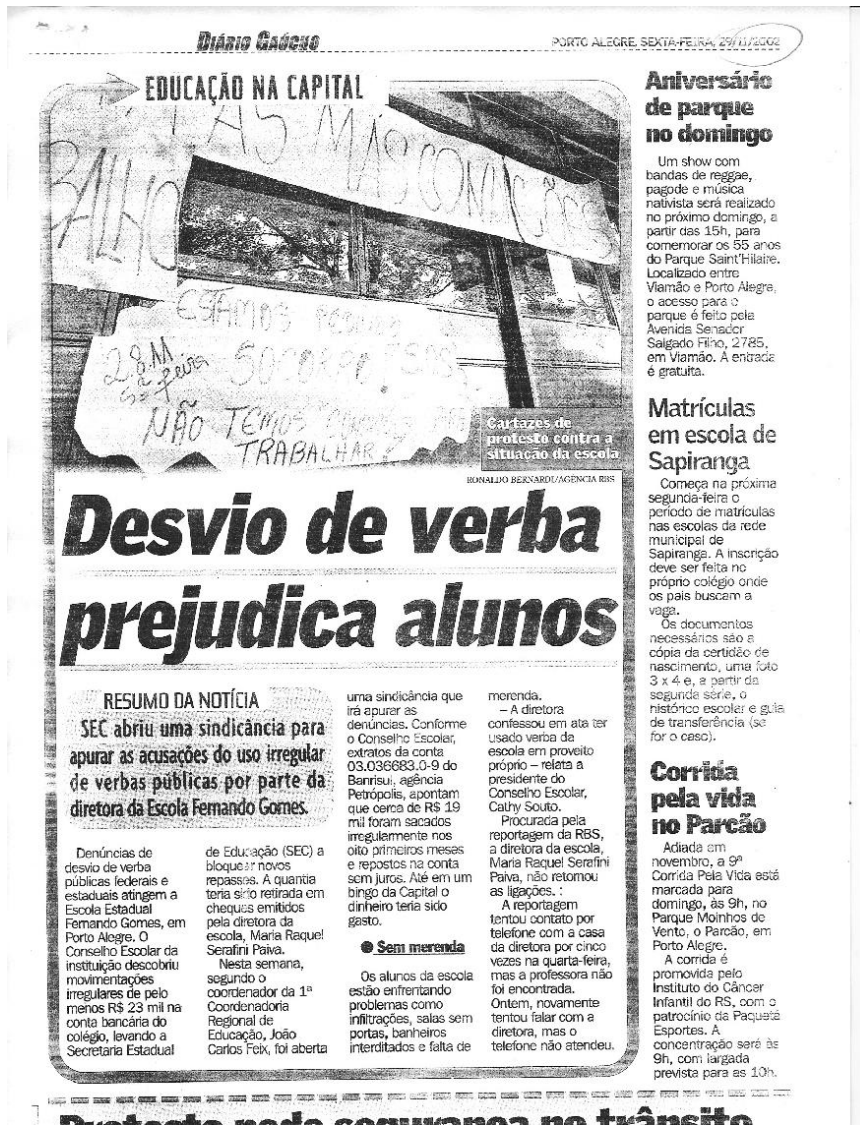 DIÁRIO GAÚCHO
PORTO ALEGRE, SEXTA-FEIRA, 29/11/2002
EDUCAÇÃO NA CAPITAL
MÁS CONDIÇÕES
BALHO
ESTAMOS PEDINDO
28.M
5ª feira
SOCORRO! SOS
NÃO TEMOS
TRABALHAR!
Cartazes de
protesto contra a
situação da escola
RONALDO BERNARDI/AGENCIA RBS
Desvio de verba
prejudica alunos
RESUMO DA NOTÍCIA
SEC abriu uma sindicância para
apurar as acusações do uso irregular
de verbas públicas por parte da
diretora da Escola Fernando Gomes.
Denúncias de
desvio de verba
públicas federais e
estaduais atingem a
Escola Estadual
Fernando Gomes, em
Porto Alegre. O
Conselho Escolar da
instituição descobriu
movimentações
irregulares de pelo
menos R$ 23 mil na
conta bancária do
colégio, levando a
Secretaria Estadual
de Educação (SEC) a
bloquear novos
repasses. A quantia
teria sido retirada em
cheques emitidos
pela diretora da
escola, Maria Raquel
Serafini Paiva.
Nesta semana,
segundo o
coordenador da 1ª
Coordenadoria
Regional de
Educação, João
Carlos Feix, foi aberta
uma sindicância que
irá apurar as
denúncias. Conforme
o Conselho Escolar,
extratos da conta
03.036683.0-9 do
Banrisul, agência
Petrópolis, apontam
que cerca de R$ 19
mil foram sacados
irregularmente nos
oito primeiros meses
e repostos na conta
sem juros. Até em um
bingo da Capital o
dinheiro teria sido
gasto.
● Sem merenda
Os alunos da escola
estão enfrentando
problemas como
infiltrações, salas sem
portas, banheiros
interditados e falta de
merenda.
– A diretora
confessou em ata ter
usado verba da
escola em proveito
próprio – relata a
presidente do
Conselho Escolar,
Cathy Souto.
Procurada pela
reportagem da RBS,
a diretora da escola,
Maria Raquel Serafini
Paiva, não retornou
as ligações. :
A reportagem
tentou contato por
telefone com a casa
da diretora por cinco
vezes na quarta-feira,
mas a professora não
foi encontrada.
Ontem, novamente
tentou falar com a
diretora, mas o
telefone não atendeu.
Aniversário
de parque
no domingo
Um show com
bandas de reggae,
pagode e música
nativista será realizado
no próximo domingo, a
partir das 15h, para
comemorar os 55 anos
do Parque Saint'Hilaire.
Localizado entre
Viamão e Porto Alegre,
o acesso para o
parque é feito pela
Avenida Senador
Salgado Filho, 2785,
em Viamão. A entrada
é gratuita.
Matrículas
em escola de
Sapiranga
Começa na próxima
segunda-feira o
período de matrículas
nas escolas da rede
municipal de
Sapiranga. A inscrição
deve ser feita no
próprio colégio onde
os pais buscam a
vaga.
Os documentos
necessários são a
cópia da certidão de
nascimento, uma foto
3 x 4 e, a partir da
segunda série, o
histórico escolar e guia
de transferência (se
for o caso).
Corrida
pela vida
no Parcão
Adiada em
novembro, a 9ª
Corrida Pela Vida está
marcada para
domingo, às 9h, no
Parque Moinhos de
Vento, o Parcão, em
Porto Alegre.
A corrida é
promovida pelo
Instituto do Câncer
Infantil do RS, com o
patrocínio da Paquetá
Esportes. A
concentração será às
9h, com largada
prevista para as 10h.
Protesto pede segurança no trânsito